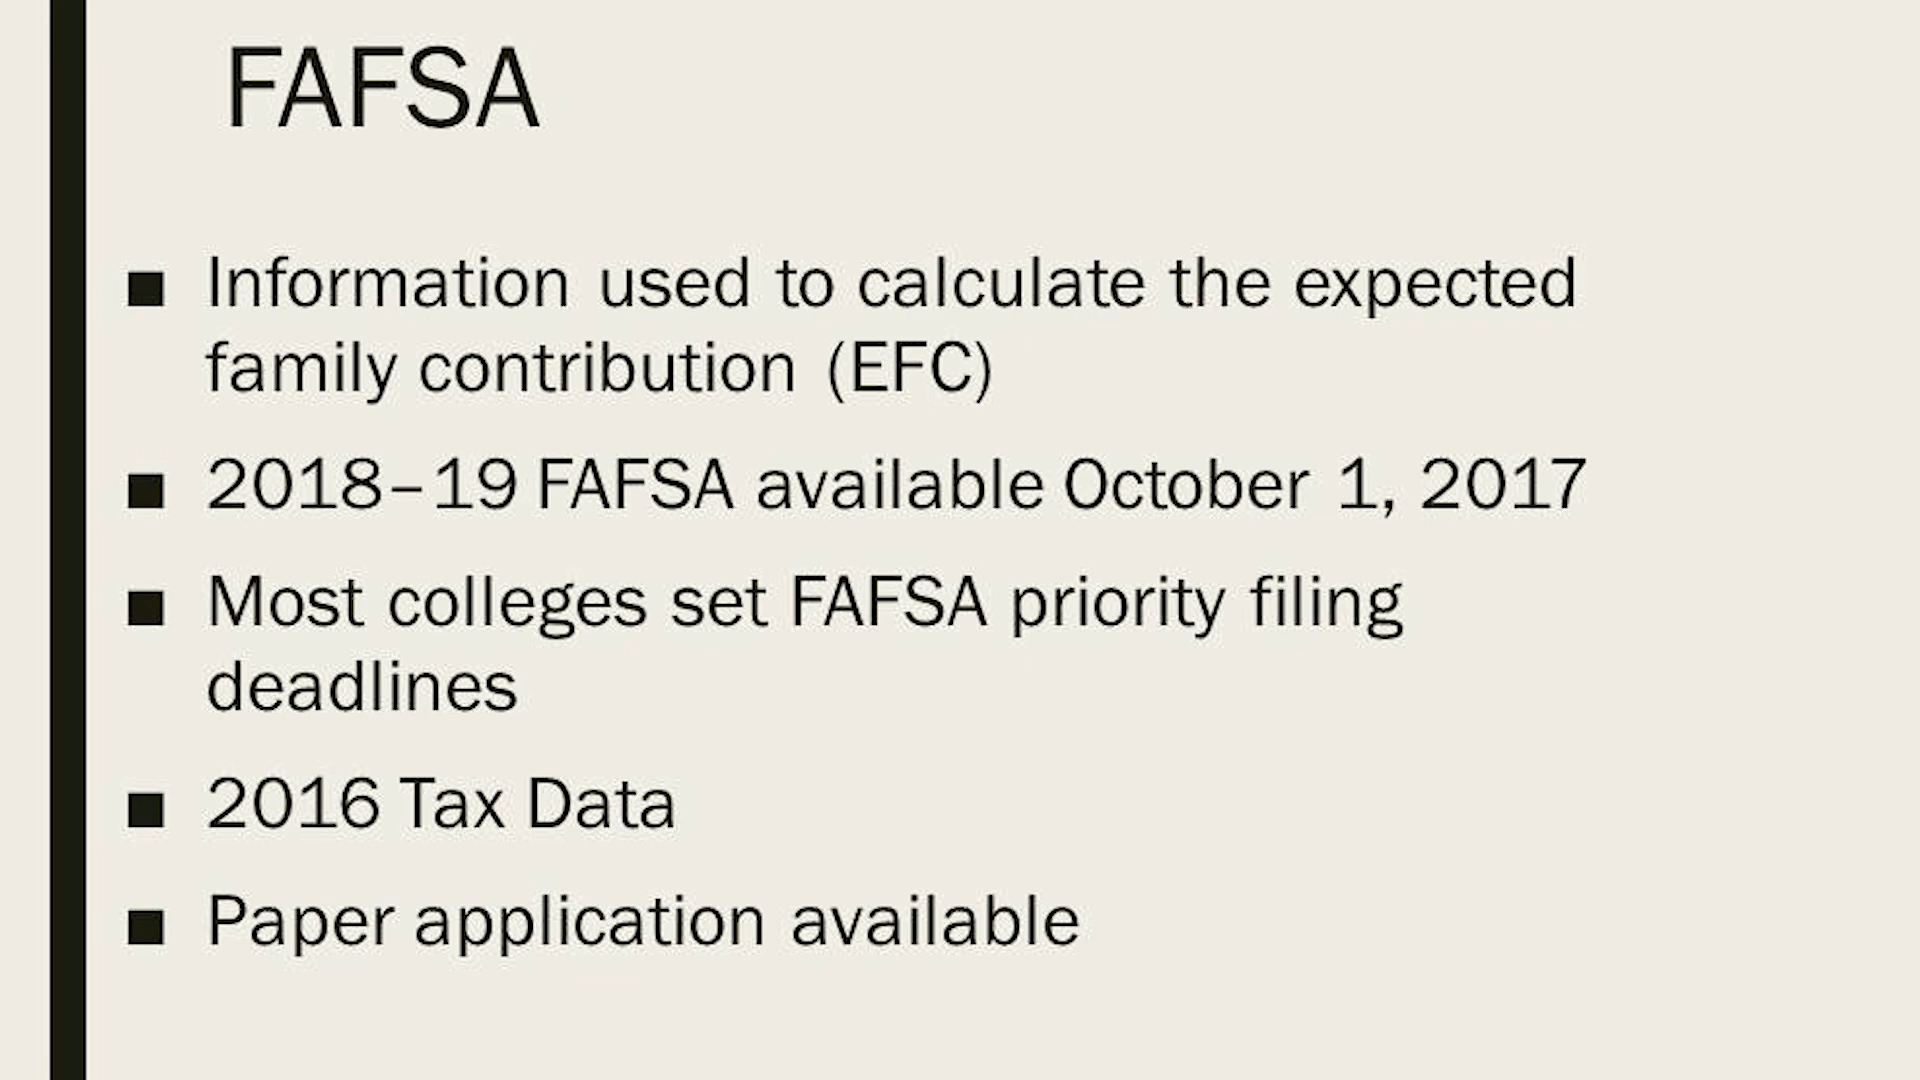 FAFSA
■ Information used to calculate the expected
family contribution (EFC)
■ 2018–19 FAFSA available October 1, 2017
■ Most colleges set FAFSA priority filing
deadlines
■ 2016 Tax Data
■ Paper application available